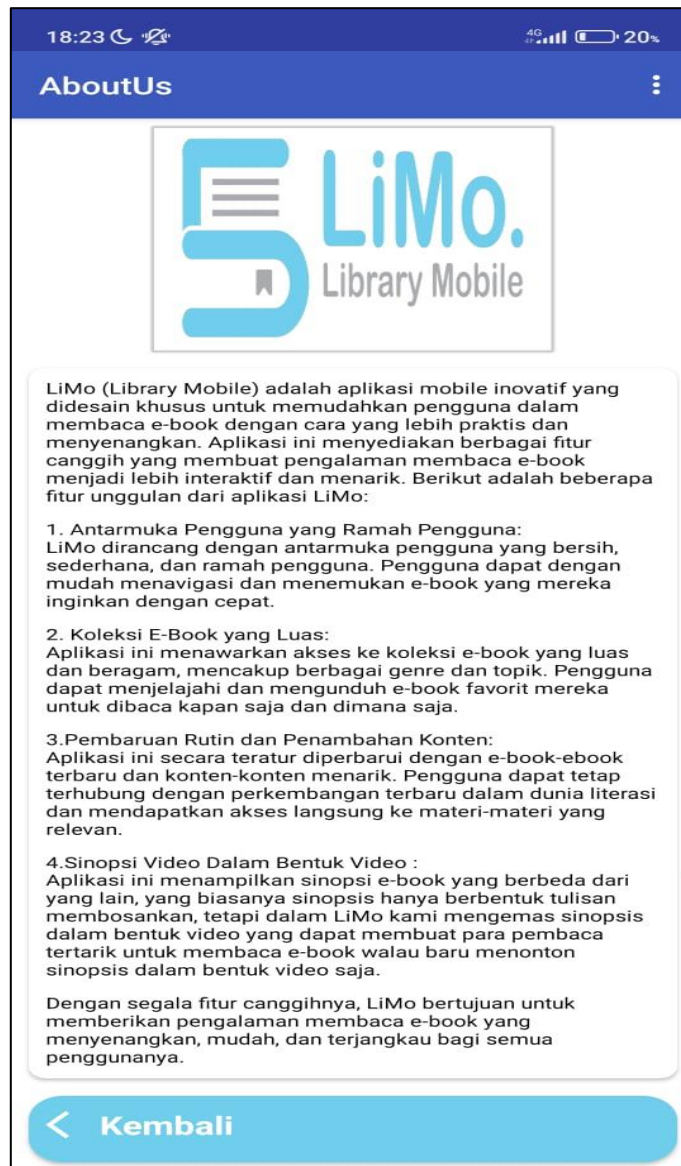 18:23
4G
20%
AboutUs
LiMo.
Library Mobile
LiMo (Library Mobile) adalah aplikasi mobile inovatif yang
didesain khusus untuk memudahkan pengguna dalam
membaca e-book dengan cara yang lebih praktis dan
menyenangkan. Aplikasi ini menyediakan berbagai fitur
canggih yang membuat pengalaman membaca e-book
menjadi lebih interaktif dan menarik. Berikut adalah beberapa
fitur unggulan dari aplikasi LiMo:
1. Antarmuka Pengguna yang Ramah Pengguna:
LiMo dirancang dengan antarmuka pengguna yang bersih,
sederhana, dan ramah pengguna. Pengguna dapat dengan
mudah menavigasi dan menemukan e-book yang mereka
inginkan dengan cepat.
2. Koleksi E-Book yang Luas:
Aplikasi ini menawarkan akses ke koleksi e-book yang luas
dan beragam, mencakup berbagai genre dan topik. Pengguna
dapat menjelajahi dan mengunduh e-book favorit mereka
untuk dibaca kapan saja dan dimana saja.
3.Pembaruan Rutin dan Penambahan Konten:
Aplikasi ini secara teratur diperbarui dengan e-book-ebook
terbaru dan konten-konten menarik. Pengguna dapat tetap
terhubung dengan perkembangan terbaru dalam dunia literasi
dan mendapatkan akses langsung ke materi-materi yang
relevan.
4.Sinopsi Video Dalam Bentuk Video :
Aplikasi ini menampilkan sinopsi e-book yang berbeda dari
yang lain, yang biasanya sinopsis hanya berbentuk tulisan
membosankan, tetapi dalam LiMo kami mengemas sinopsis
dalam bentuk video yang dapat membuat para pembaca
tertarik untuk membaca e-book walau baru menonton
sinopsis dalam bentuk video saja.
Dengan segala fitur canggihnya, LiMo bertujuan untuk
memberikan pengalaman membaca e-book yang
menyenangkan, mudah, dan terjangkau bagi semua
penggunanya.
Kembali